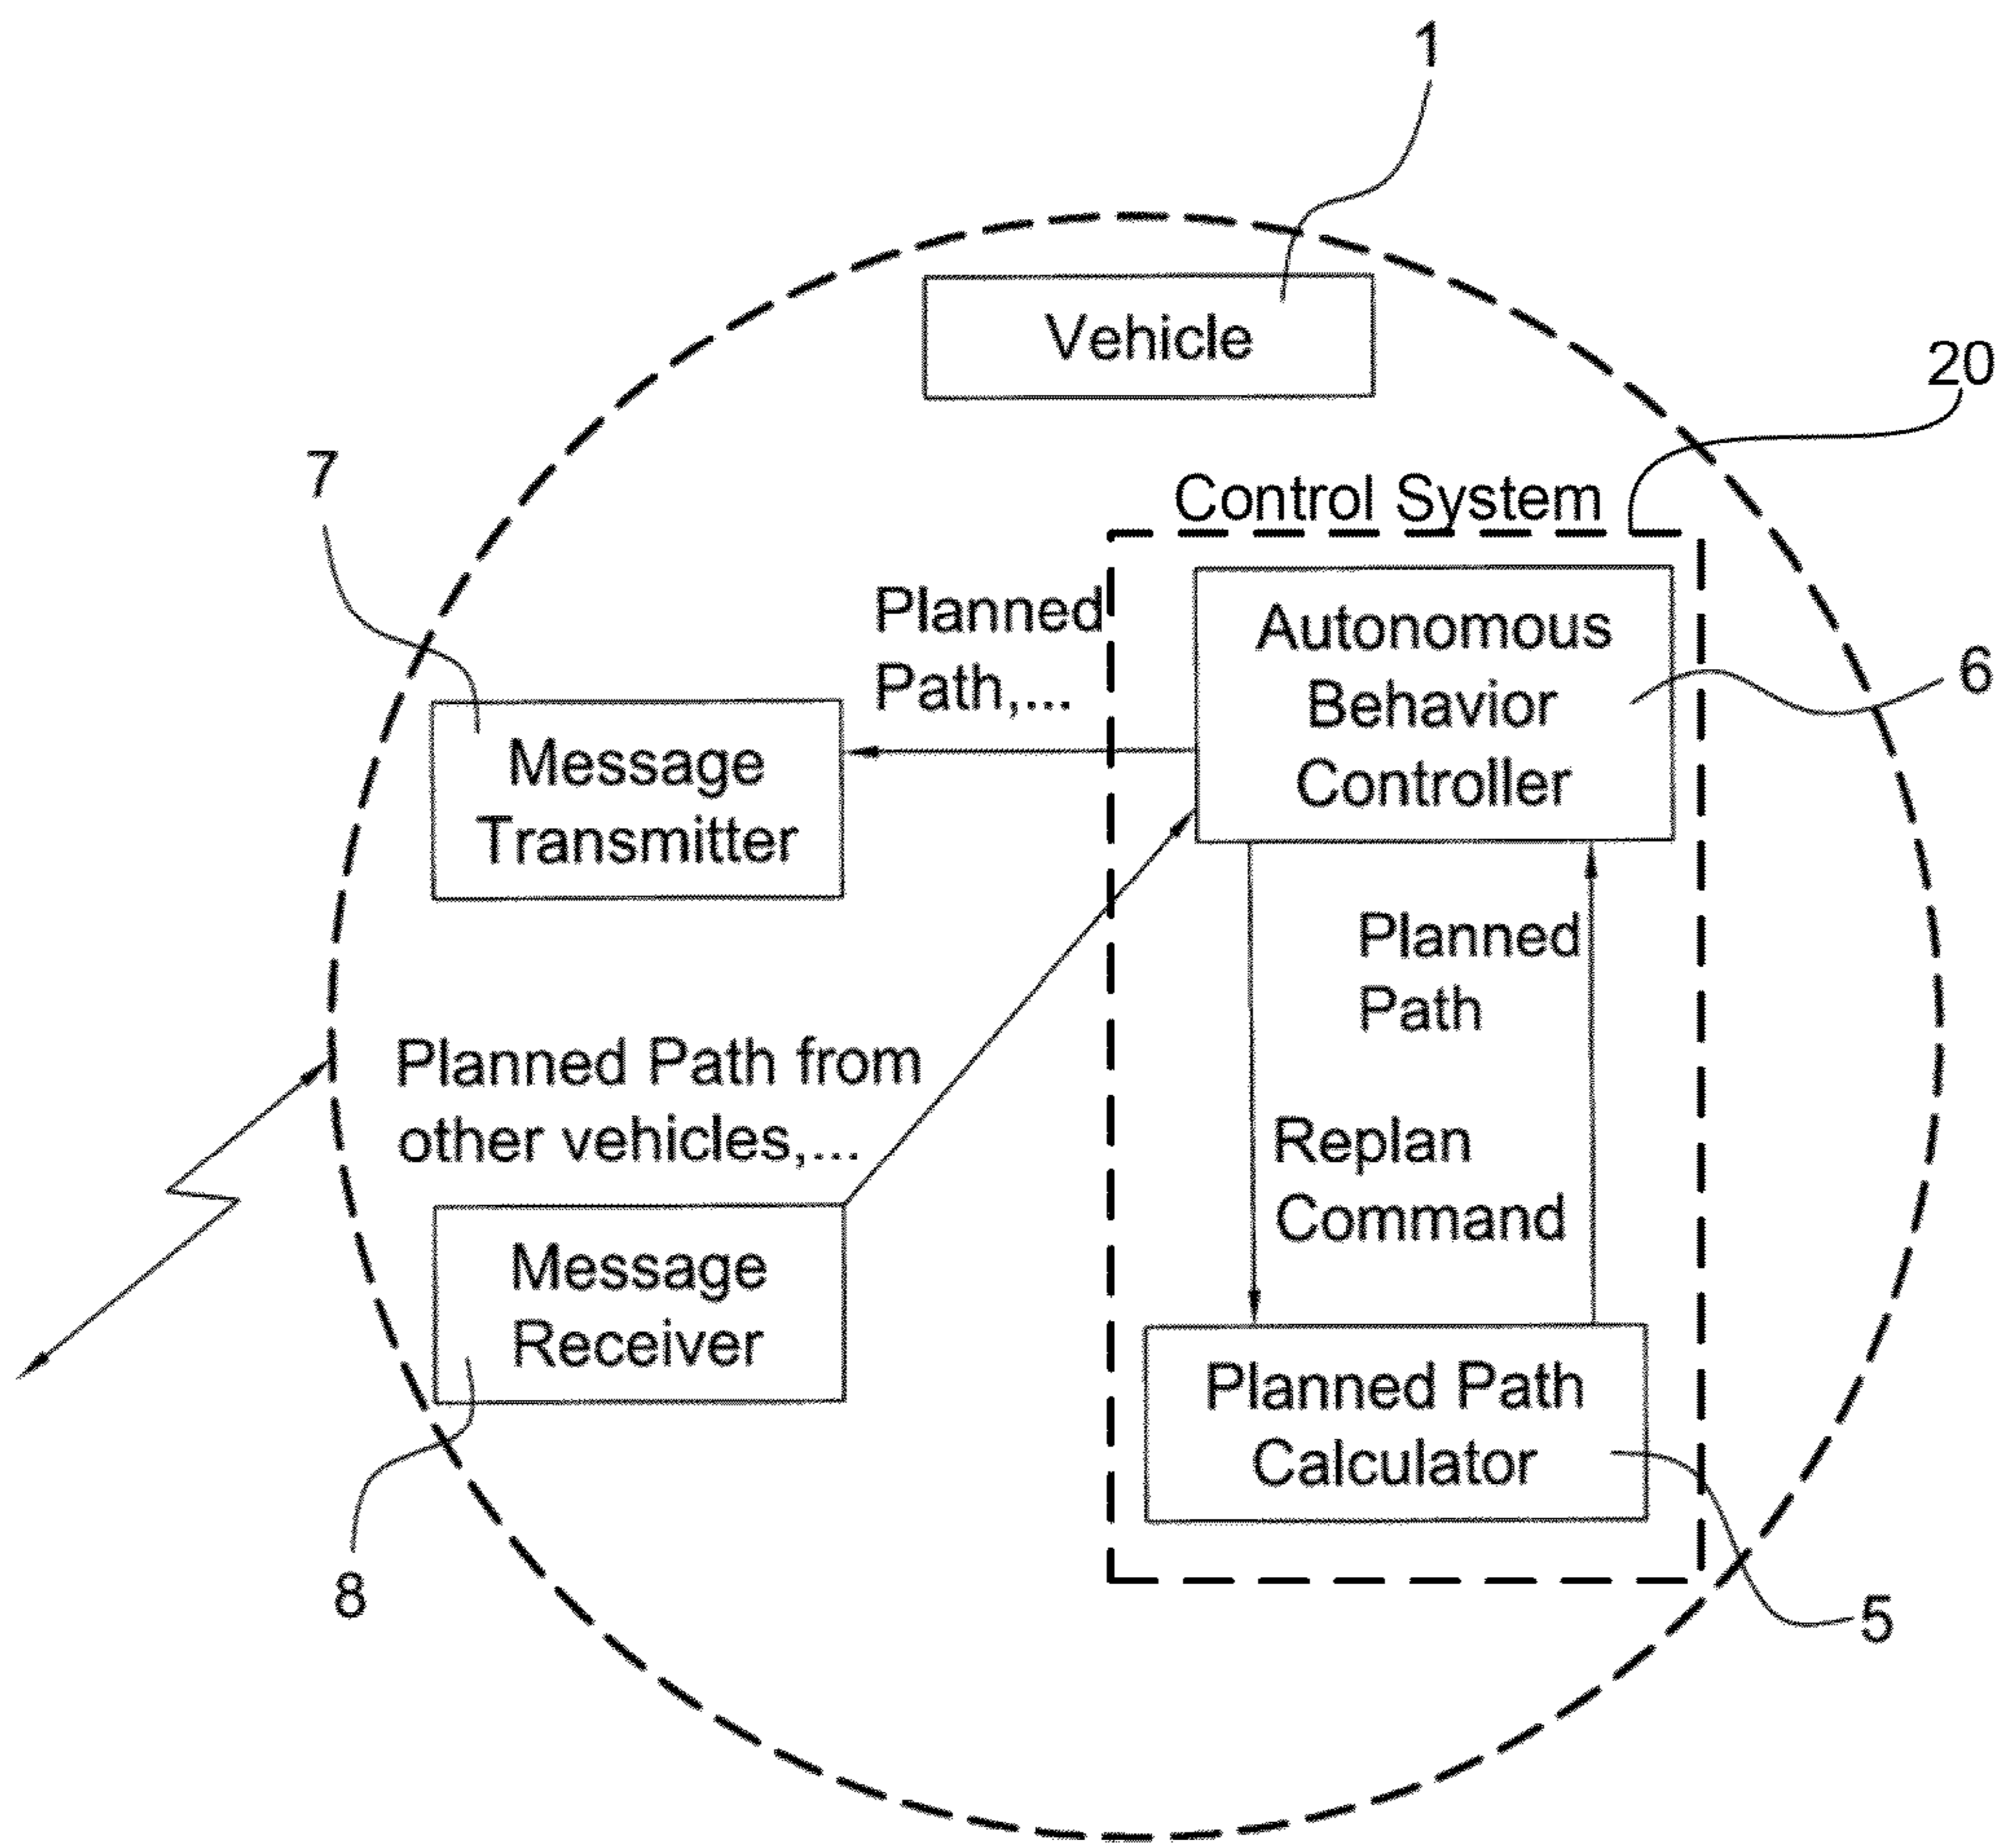 1
Vehicle
20
7
Control System
Planned
Path,...
Autonomous
Behavior
Controller
6
Message
Transmitter
Planned
Path
Planned Path from
other vehicles,...
Replan
Command
Message
Receiver
Planned Path
Calculator
8
5